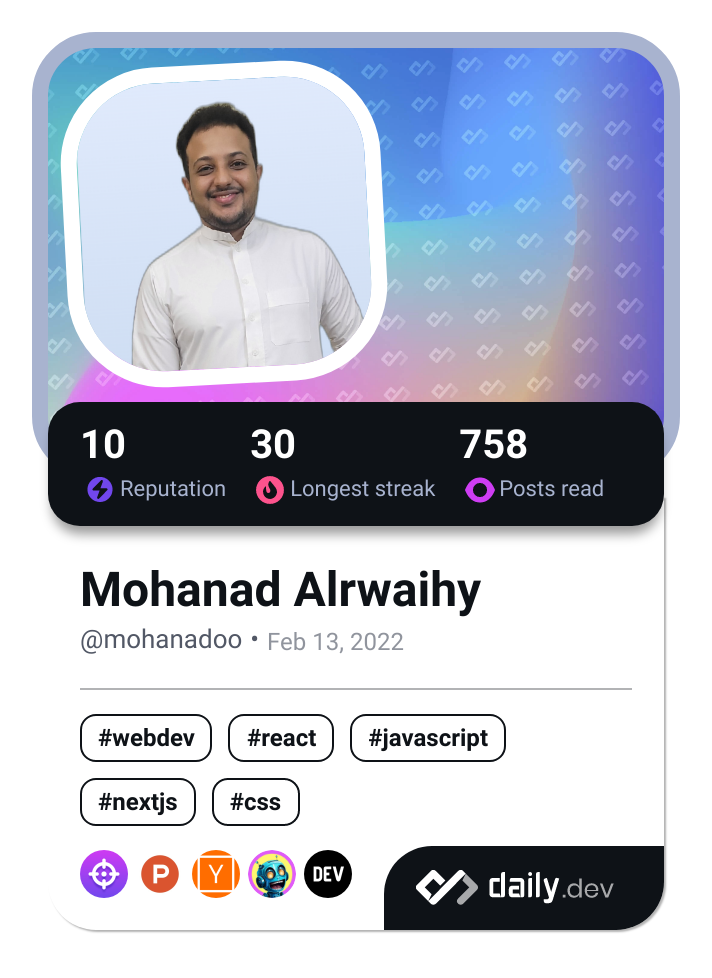 10 30 758
Reputation Longest streak Posts read
Mohanad Alrwaihy
@mohanadoo • Feb 13, 2022
#webdev #react #javascript
#nextjs #css
P Y DEV
daily.dev